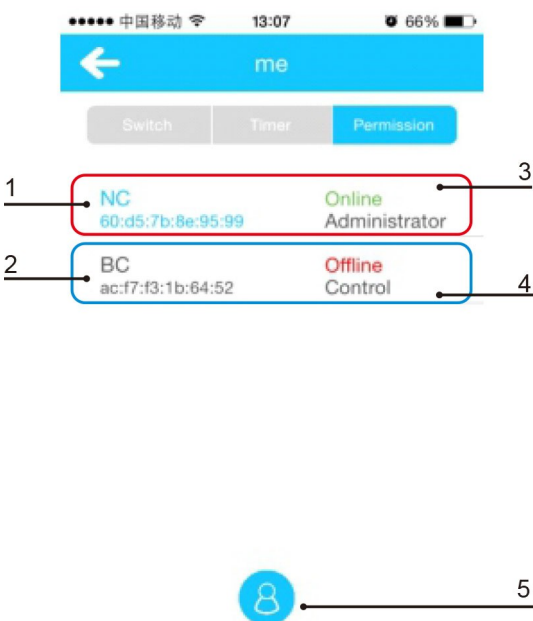 中国移动 13:07 66%
me
Switch Timer Permission
1 3
NC Online
60:d5:7b:8e:95:99 Administrator
2 4
BC Offline
ac:f7:f3:1b:64:52 Control
5